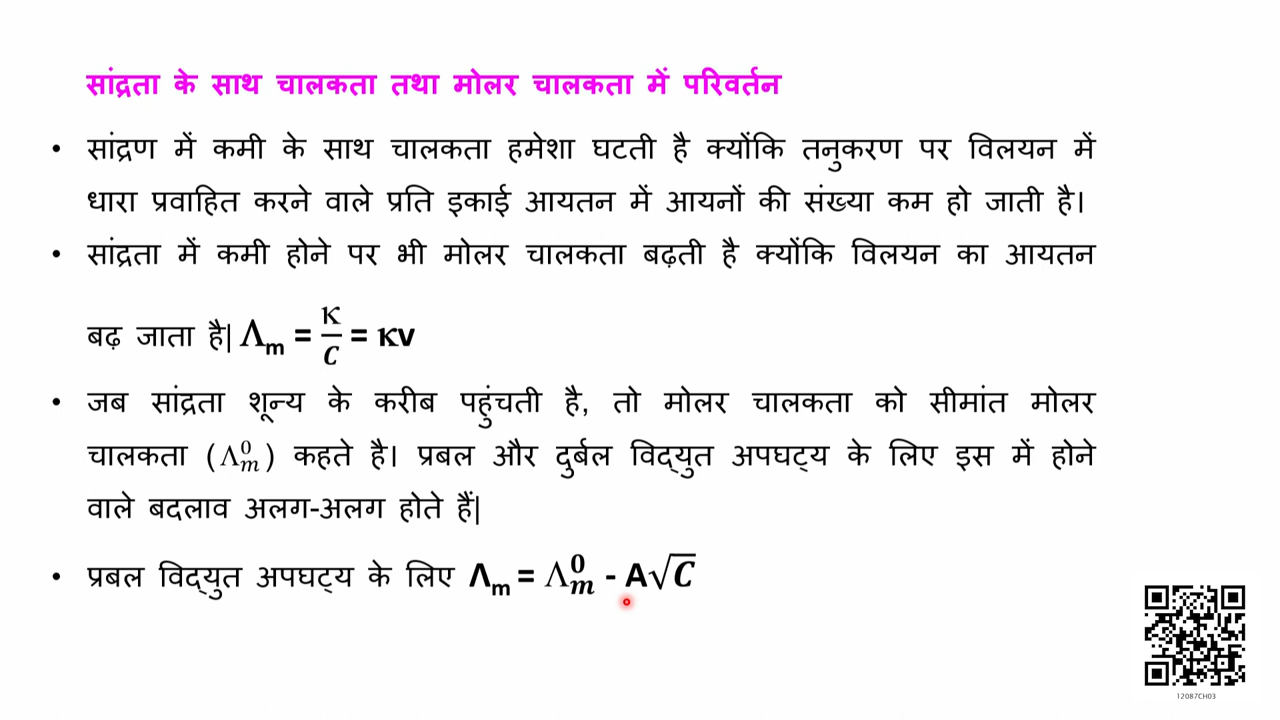 सांद्रता के साथ चालकता तथा मोलर चालकता में परिवर्तन
• सांद्रण में कमी के साथ चालकता हमेशा घटती है क्योंकि तनुकरण पर विलयन में
धारा प्रवाहित करने वाले प्रति इकाई आयतन में आयनों की संख्या कम हो जाती है।
• सांद्रता में कमी होने पर भी मोलर चालकता बढ़ती है क्योंकि विलयन का आयतन
बढ़ जाता है| Λm = κ/C = κv
• जब सांद्रता शून्य के करीब पहुंचती है, तो मोलर चालकता को सीमांत मोलर
चालकता (Λ⁰m) कहते है। प्रबल और दुर्बल विद्युत अपघट्य के लिए इस में होने
वाले बदलाव अलग-अलग होते हैं|
• प्रबल विद्युत अपघट्य के लिए Λm = Λ⁰m - A√C
12087CH03